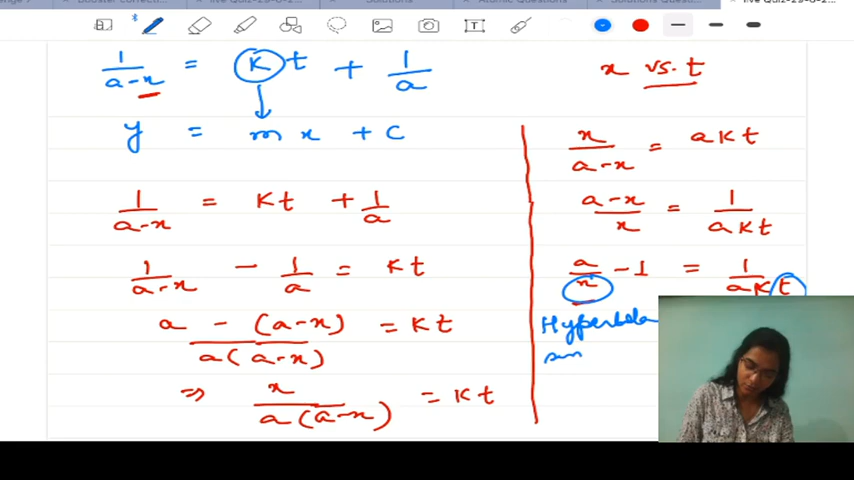 1/(a-x) = Kt + 1/a
y = mx + C
1/(a-x) = Kt + 1/a
1/(a-x) - 1/a = Kt
(a - (a-x))/(a(a-x)) = Kt
⇒ x/(a(a-x)) = Kt
x vs. t
x/(a-x) = aKt
(a-x)/x = 1/(aKt)
a/x - 1 = 1/(aKt)
Hyperbola